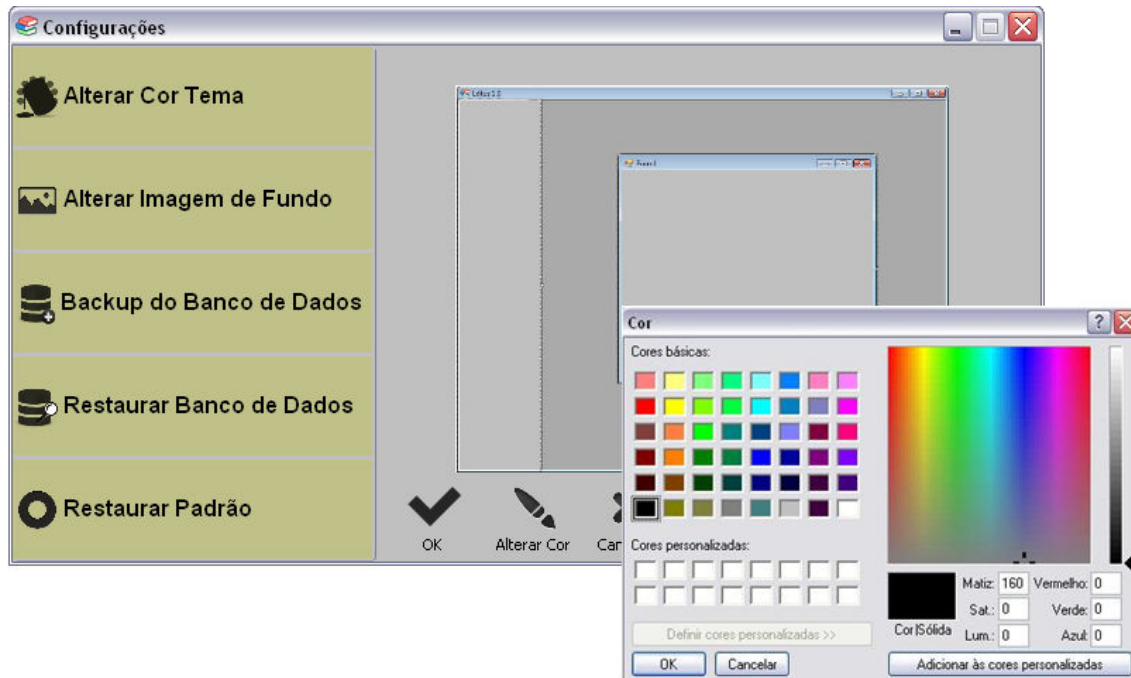 Configurações
Alterar Cor Tema
Alterar Imagem de Fundo
Backup do Banco de Dados
Restaurar Banco de Dados
Restaurar Padrão
OK
Alterar Cor
Can
Cor
Cores básicas:
Cores personalizadas:
Definir cores personalizadas >>
OK
Cancelar
Cor|Sólida
Matiz: 160
Vermelho: 0
Sat.: 0
Verde: 0
Lum.: 0
Azul: 0
Adicionar às cores personalizadas